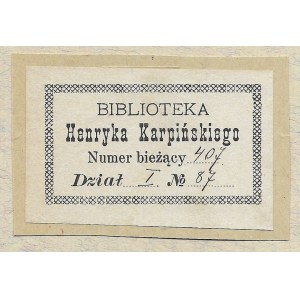 BIBLIOTEKA
Henryka Karpińskiego
Numer bieżący 407
Dział I № 87